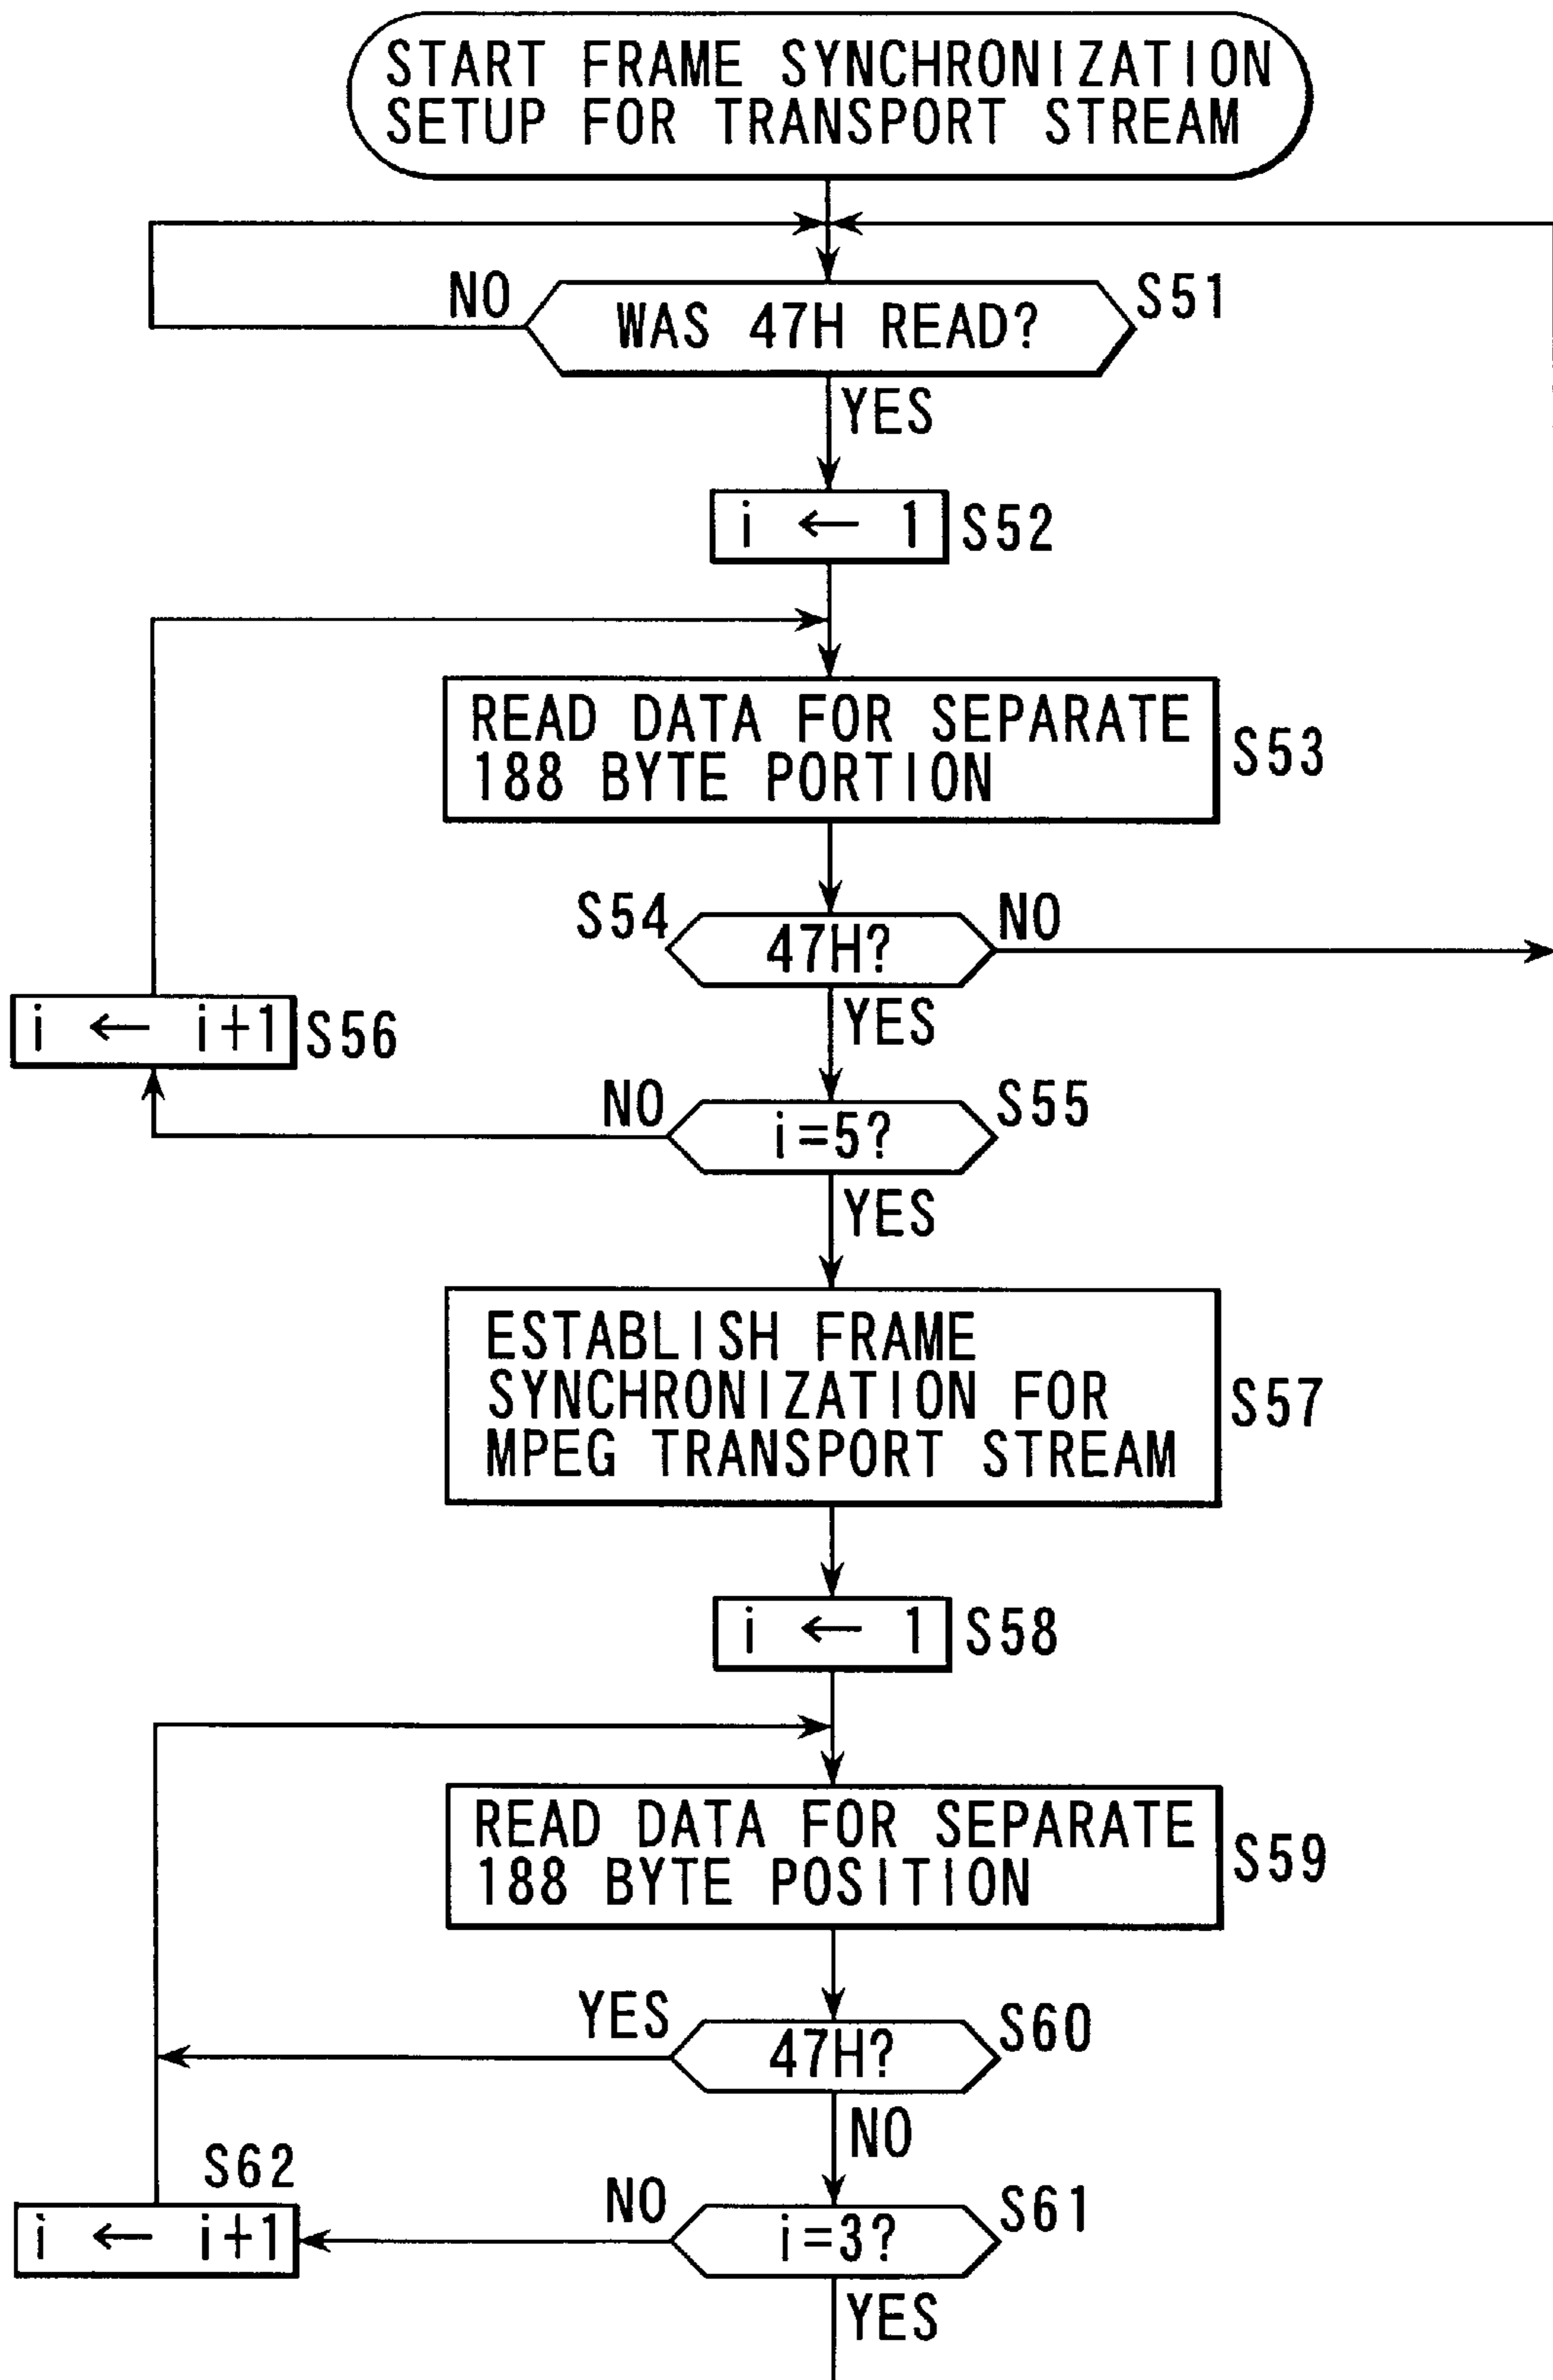 START FRAME SYNCHRONIZATION
SETUP FOR TRANSPORT STREAM
NO
WAS 47H READ?
S51
YES
i ← 1
S52
READ DATA FOR SEPARATE
188 BYTE PORTION
S53
S54
47H?
NO
YES
i ← i+1
S56
NO
i=5?
S55
YES
ESTABLISH FRAME
SYNCHRONIZATION FOR
MPEG TRANSPORT STREAM
S57
i ← 1
S58
READ DATA FOR SEPARATE
188 BYTE POSITION
S59
YES
47H?
S60
NO
S62
i ← i+1
NO
i=3?
S61
YES